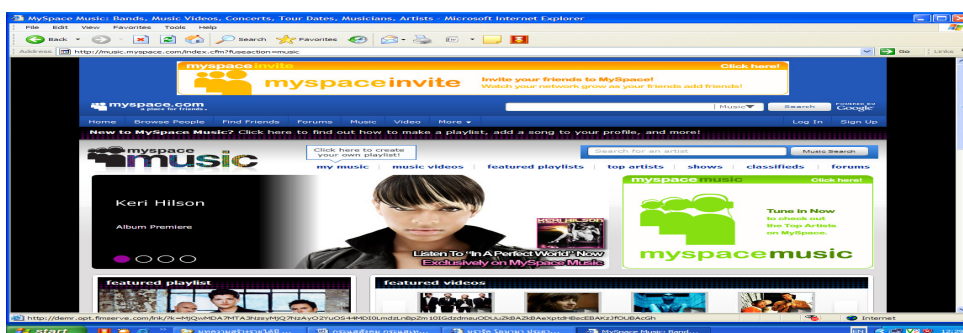 MySpace Music: Bands, Music Videos, Concerts, Tour Dates, Musicians, Artists - Microsoft Internet Explorer
File Edit View Favorites Tools Help
Back Search Favorites
Address http://music.myspace.com/index.cfm?fuseaction=music Go Links
myspaceinvite Click here!
myspaceinvite
Invite your friends to MySpace!
Watch your network grow as your friends add friends!
myspace.com
a place for friends.
Music Search POWERED BY Google
Home Browse People Find Friends Forums Music Video More Log In Sign Up
New to MySpace Music? Click here to find out how to make a playlist, add a song to your profile, and more!
myspace music
Click here to create
your own playlist!
Search for an artist Music Search
my music music videos featured playlists top artists shows classifieds forums
Keri Hilson
Album Premiere
KERI HILSON
Listen To "In A Perfect World" Now
Exclusively on MySpace Music
myspacemusic Click here!
Tune in Now
to check out
the Top Artists
on MySpace.
myspacemusic
featured playlist featured videos
Internet
start MySpace Music: Band... EN